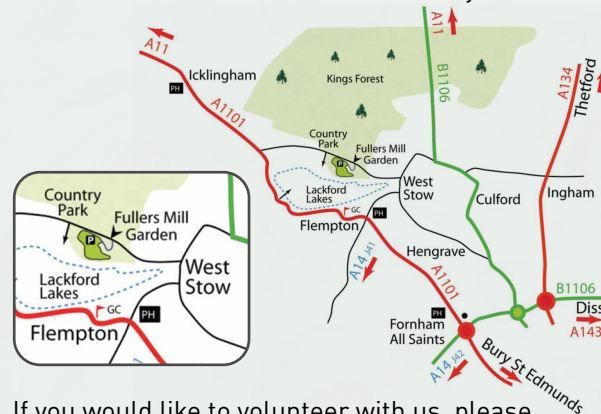 A11
A11
Icklingham
PH
A1101
Kings Forest
B1106
A134
Thetford
Country
Park
Fullers Mill
Garden
P
Lackford
Lakes
West
Stow
Culford
Ingham
GC
PH
Flempton
A14 J41
Hengrave
A1101
B1106
Diss
A143
PH
Fornham
All Saints
A14 J42
Bury St Edmunds
Country
Park
Fullers Mill
Garden
P
Lackford
Lakes
West
Stow
GC
PH
Flempton
If you would like to volunteer with us, please